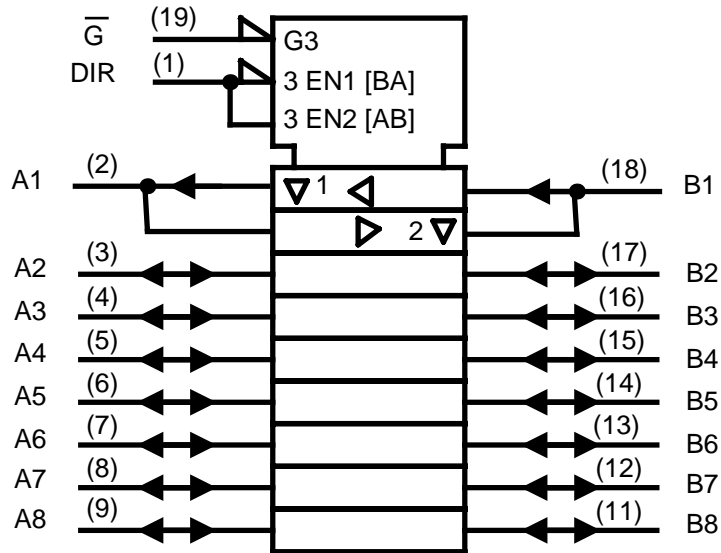 G̅ (19) G3
DIR (1) 3 EN1 [BA]
3 EN2 [AB]
A1 (2) 1 (18) B1
2
A2 (3) (17) B2
A3 (4) (16) B3
A4 (5) (15) B4
A5 (6) (14) B5
A6 (7) (13) B6
A7 (8) (12) B7
A8 (9) (11) B8